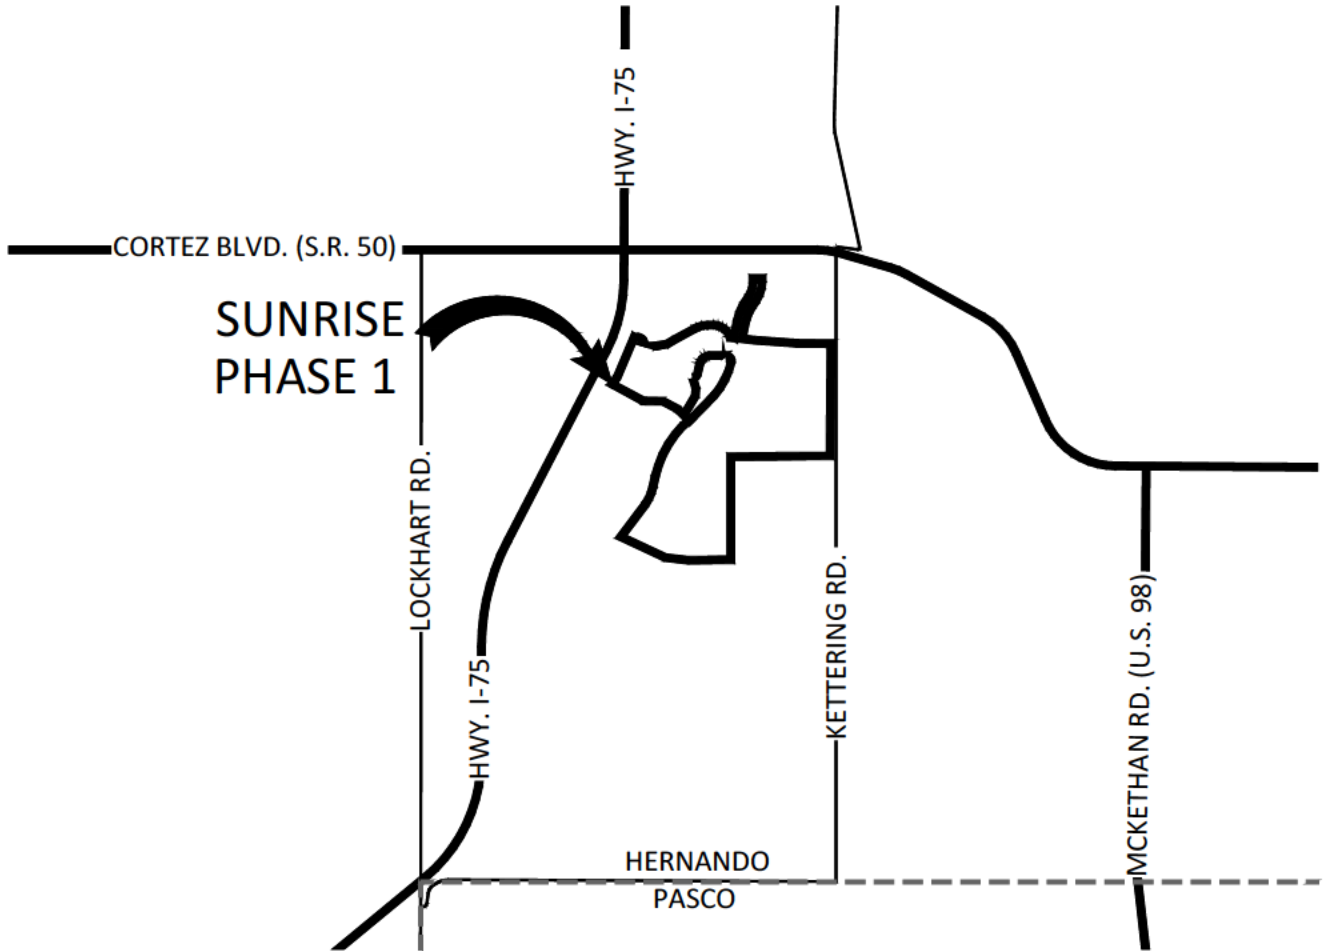 HWY. I-75
CORTEZ BLVD. (S.R. 50)
SUNRISE
PHASE 1
LOCKHART RD.
HWY. I-75
KETTERING RD.
MCKETHAN RD. (U.S. 98)
HERNANDO
PASCO